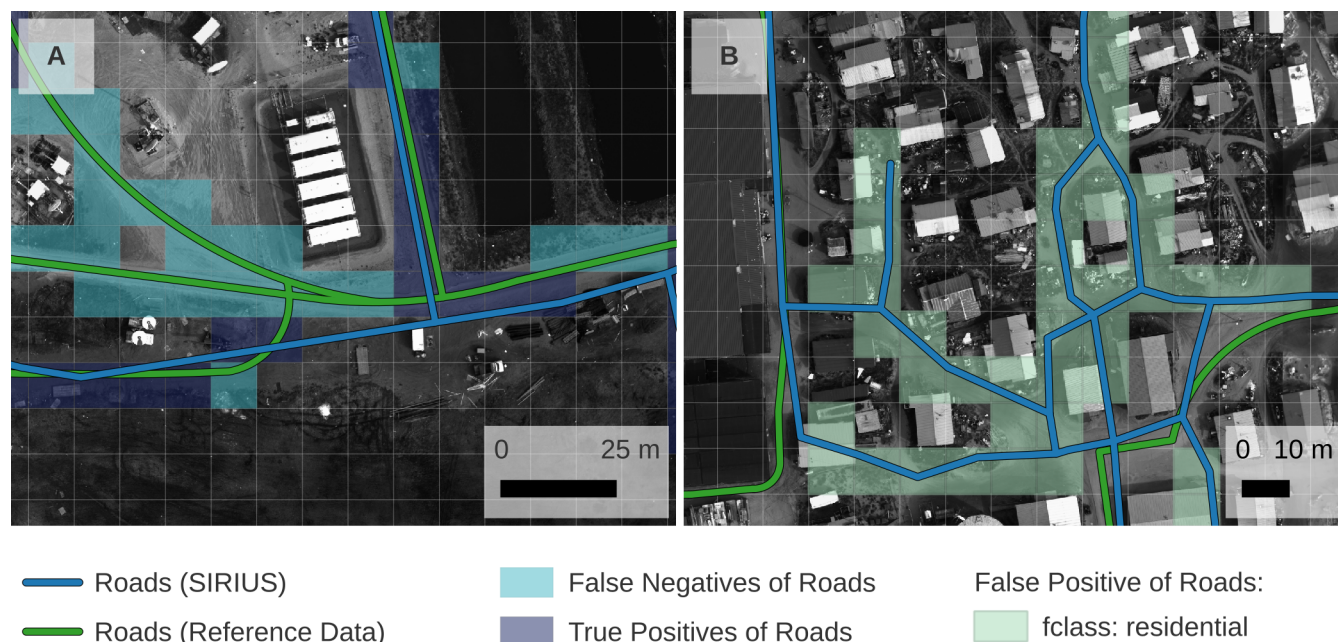 A
B
0 25 m
0 10 m
Roads (SIRIUS)
False Negatives of Roads
False Positive of Roads:
Roads (Reference Data)
True Positives of Roads
fclass: residential